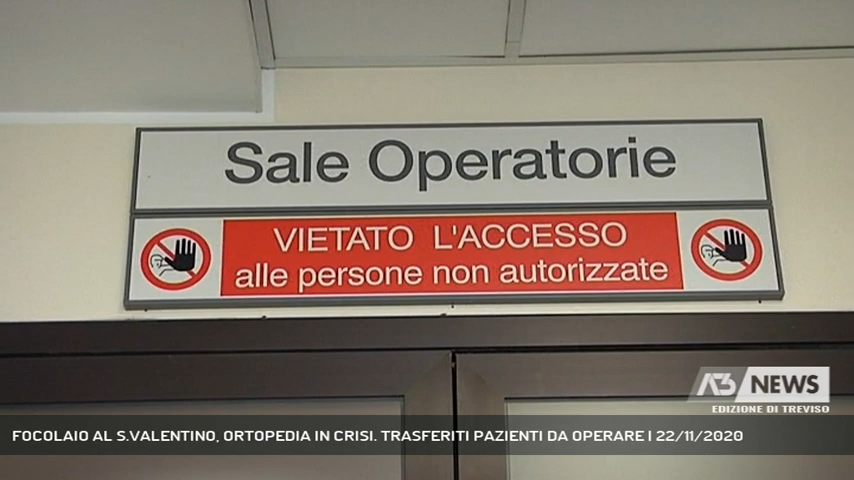 Sale Operatorie
VIETATO L'ACCESSO
alle persone non autorizzate
A3 NEWS
EDIZIONE DI TREVISO
FOCOLAIO AL S.VALENTINO, ORTOPEDIA IN CRISI. TRASFERITI PAZIENTI DA OPERARE | 22/11/2020